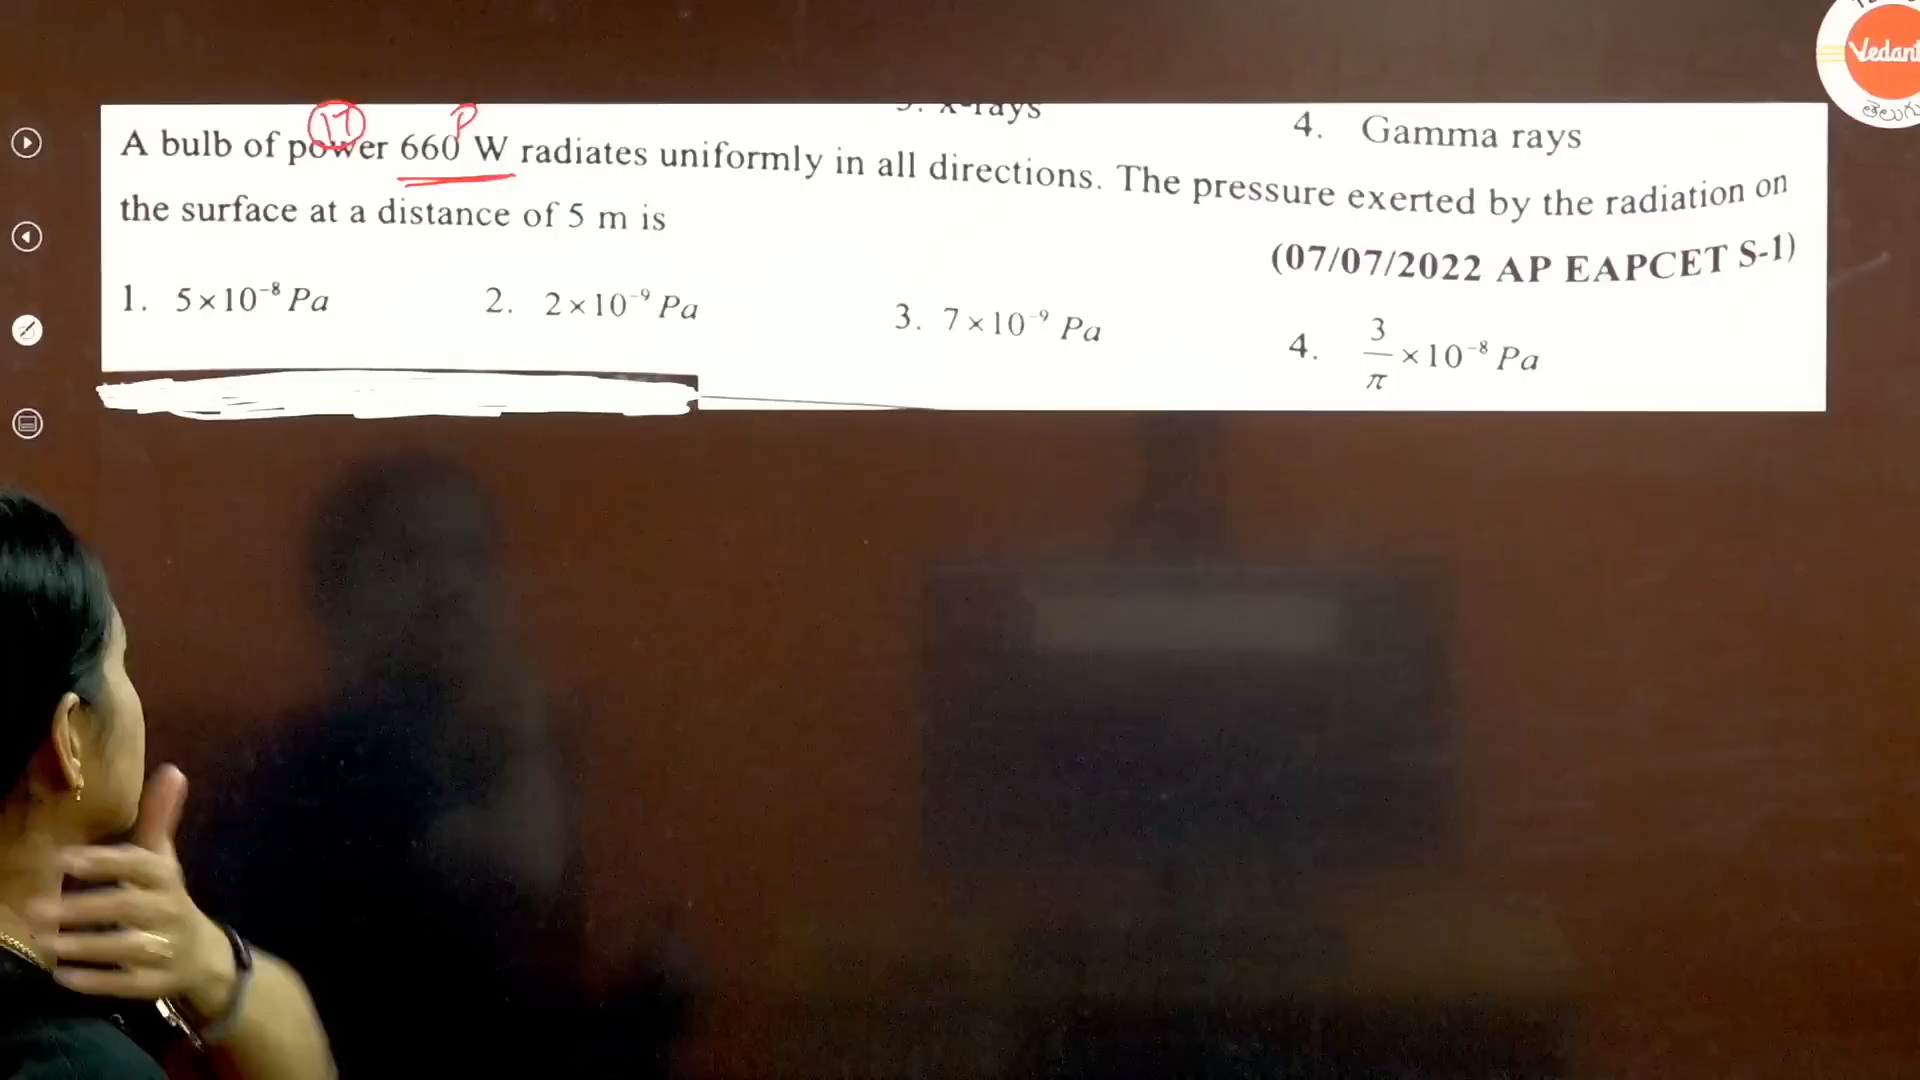 x-rays
4. Gamma rays
17
P
A bulb of power 660 W radiates uniformly in all directions. The pressure exerted by the radiation on
the surface at a distance of 5 m is
(07/07/2022 AP EAPCET S-1)
1. 5×10⁻⁸ Pa 2. 2×10⁻⁹ Pa 3. 7×10⁻⁹ Pa 4. 3/π ×10⁻⁸ Pa
తెలుగు